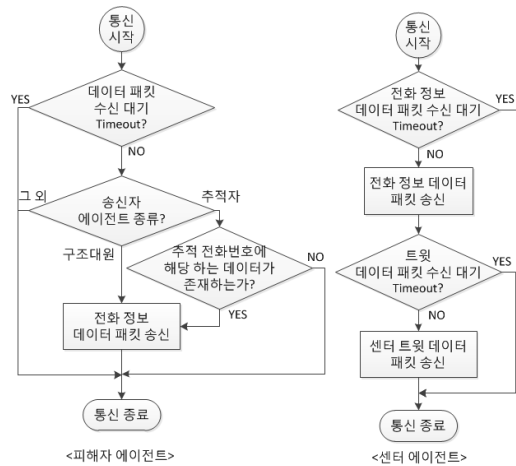 통신
시작
데이터 패킷
수신 대기
Timeout?
YES
NO
그 외
송신자
에이전트 종류?
추적자
구조대원
추적 전화번호에
해당 하는 데이터가
존재하는가?
NO
YES
전화 정보
데이터 패킷 송신
통신 종료
<피해자 에이전트>
통신
시작
전화 정보
데이터 패킷 수신 대기
Timeout?
YES
NO
전화 정보 데이터
패킷 송신
트윗
데이터 패킷 수신 대기
Timeout?
YES
NO
센터 트윗 데이터
패킷 송신
통신 종료
<센터 에이전트>